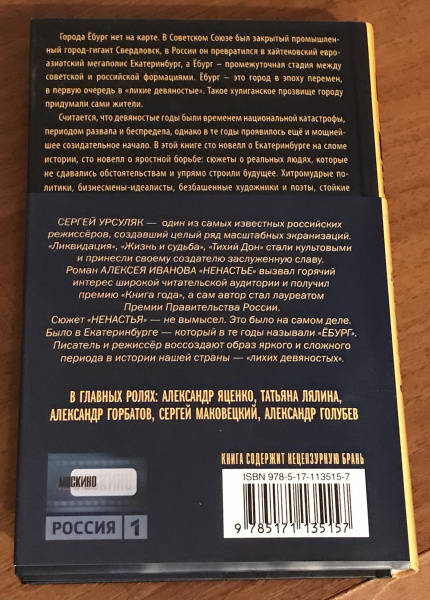 Города Ёбург нет на карте. В Советском Союзе был закрытый промышлен-
ный город-гигант Свердловск, в России он превратился в хайтековский евро-
азиатский мегаполис Екатеринбург, а Ёбург – промежуточная стадия между
советской и российской формациями. Ёбург – это город в эпоху перемен,
в первую очередь в «лихие девяностые». Такое хулиганское прозвище городу
придумали сами жители.
Считается, что девяностые годы были временем национальной катастрофы,
периодом развала и беспредела, однако в те годы проявилось ещё и мощней-
шее созидательное начало. В этой книге сто новелл о Екатеринбурге на сломе
истории, сто новелл о яростной борьбе: сюжеты о реальных людях, которые
не сдавались обстоятельствам и упрямо строили будущее. Хитромудрые по-
литики, бизнесмены-идеалисты, безбашенные художники и поэты, стойкие
СЕРГЕЙ УРСУЛЯК — один из самых известных российских
режиссёров, создавший целый ряд масштабных экранизаций.
«Ликвидация», «Жизнь и судьба», «Тихий Дон» стали культовыми
и принесли своему создателю заслуженную славу.
Роман АЛЕКСЕЯ ИВАНОВА «НЕНАСТЬЕ» вызвал горячий
интерес широкой читательской аудитории и получил
премию «Книга года», а сам автор стал лауреатом
Премии Правительства России.
Сюжет «НЕНАСТЬЯ» — не вымысел. Это было на самом деле.
Было в Екатеринбурге — который в те годы называли «ЁБУРГ».
Писатель и режиссёр воссоздают образ яркого и сложного
периода в истории нашей страны — «лихих девяностых».
В ГЛАВНЫХ РОЛЯХ: АЛЕКСАНДР ЯЦЕНКО, ТАТЬЯНА ЛЯЛИНА,
АЛЕКСАНДР ГОРБАТОВ, СЕРГЕЙ МАКОВЕЦКИЙ, АЛЕКСАНДР ГОЛУБЕВ
КНИГА СОДЕРЖИТ НЕЦЕНЗУРНУЮ БРАНЬ
ISBN 978-5-17-113515-7
9 785171 135157
МОСКИНО
РОССИЯ 1